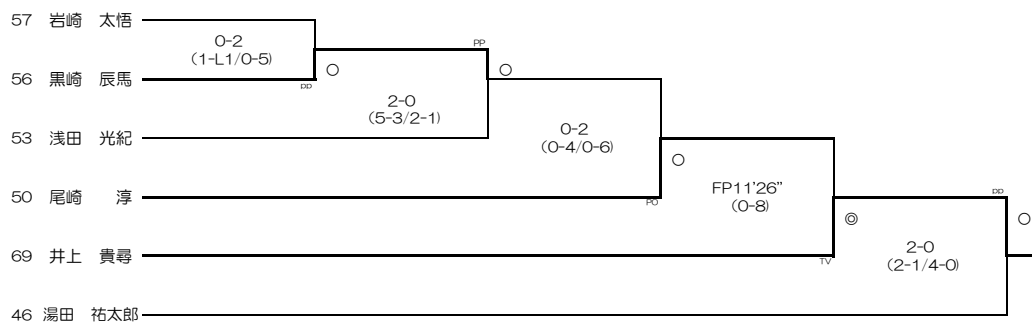 57 岩崎　太悟
0-2
（1-L1/0-5）
PP
○
○
56 黒崎　辰馬
pp
2-0
（5-3/2-1）
0-2
（0-4/0-6）
53 浅田　光紀
○
FP11’26”
（0-8）
50 尾崎　　淳
PO
pp
◎
○
2-0
（2-1/4-0）
69 井上　貴尋
TV
46 湯田　祐太郎